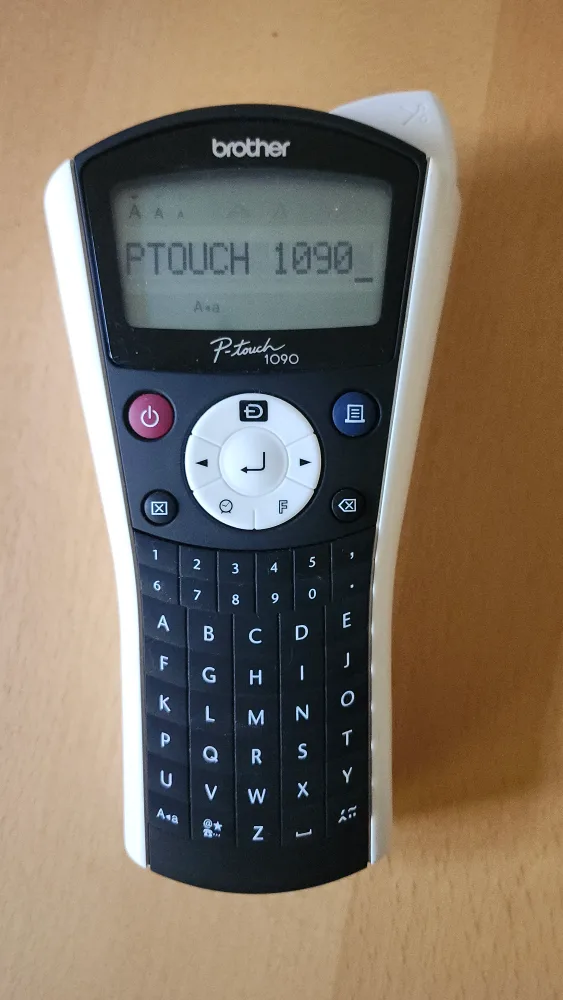 brother
A A A
PTOUCH 1090_
A◂a
P-touch
1090
Đ
F
1 2 3 4 5 ,
6 7 8 9 0 .
A B C D E
F G H I J
K L M N O
P Q R S T
U V W X Y
A◂a @★ Z